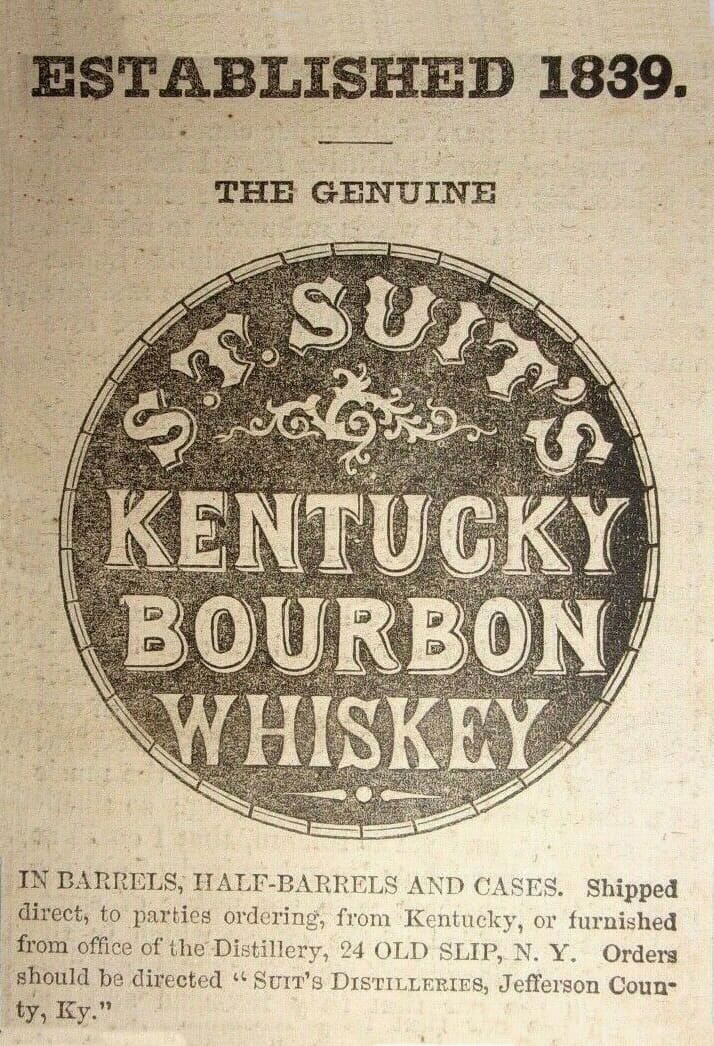 ESTABLISHED 1839.
THE GENUINE
S.T. SUIT'S
KENTUCKY
BOURBON
WHISKEY
IN BARRELS, HALF-BARRELS AND CASES. Shipped
direct, to parties ordering, from Kentucky, or furnished
from office of the Distillery, 24 OLD SLIP, N. Y. Orders
should be directed “ SUIT'S DISTILLERIES, Jefferson Coun-
ty, Ky.”